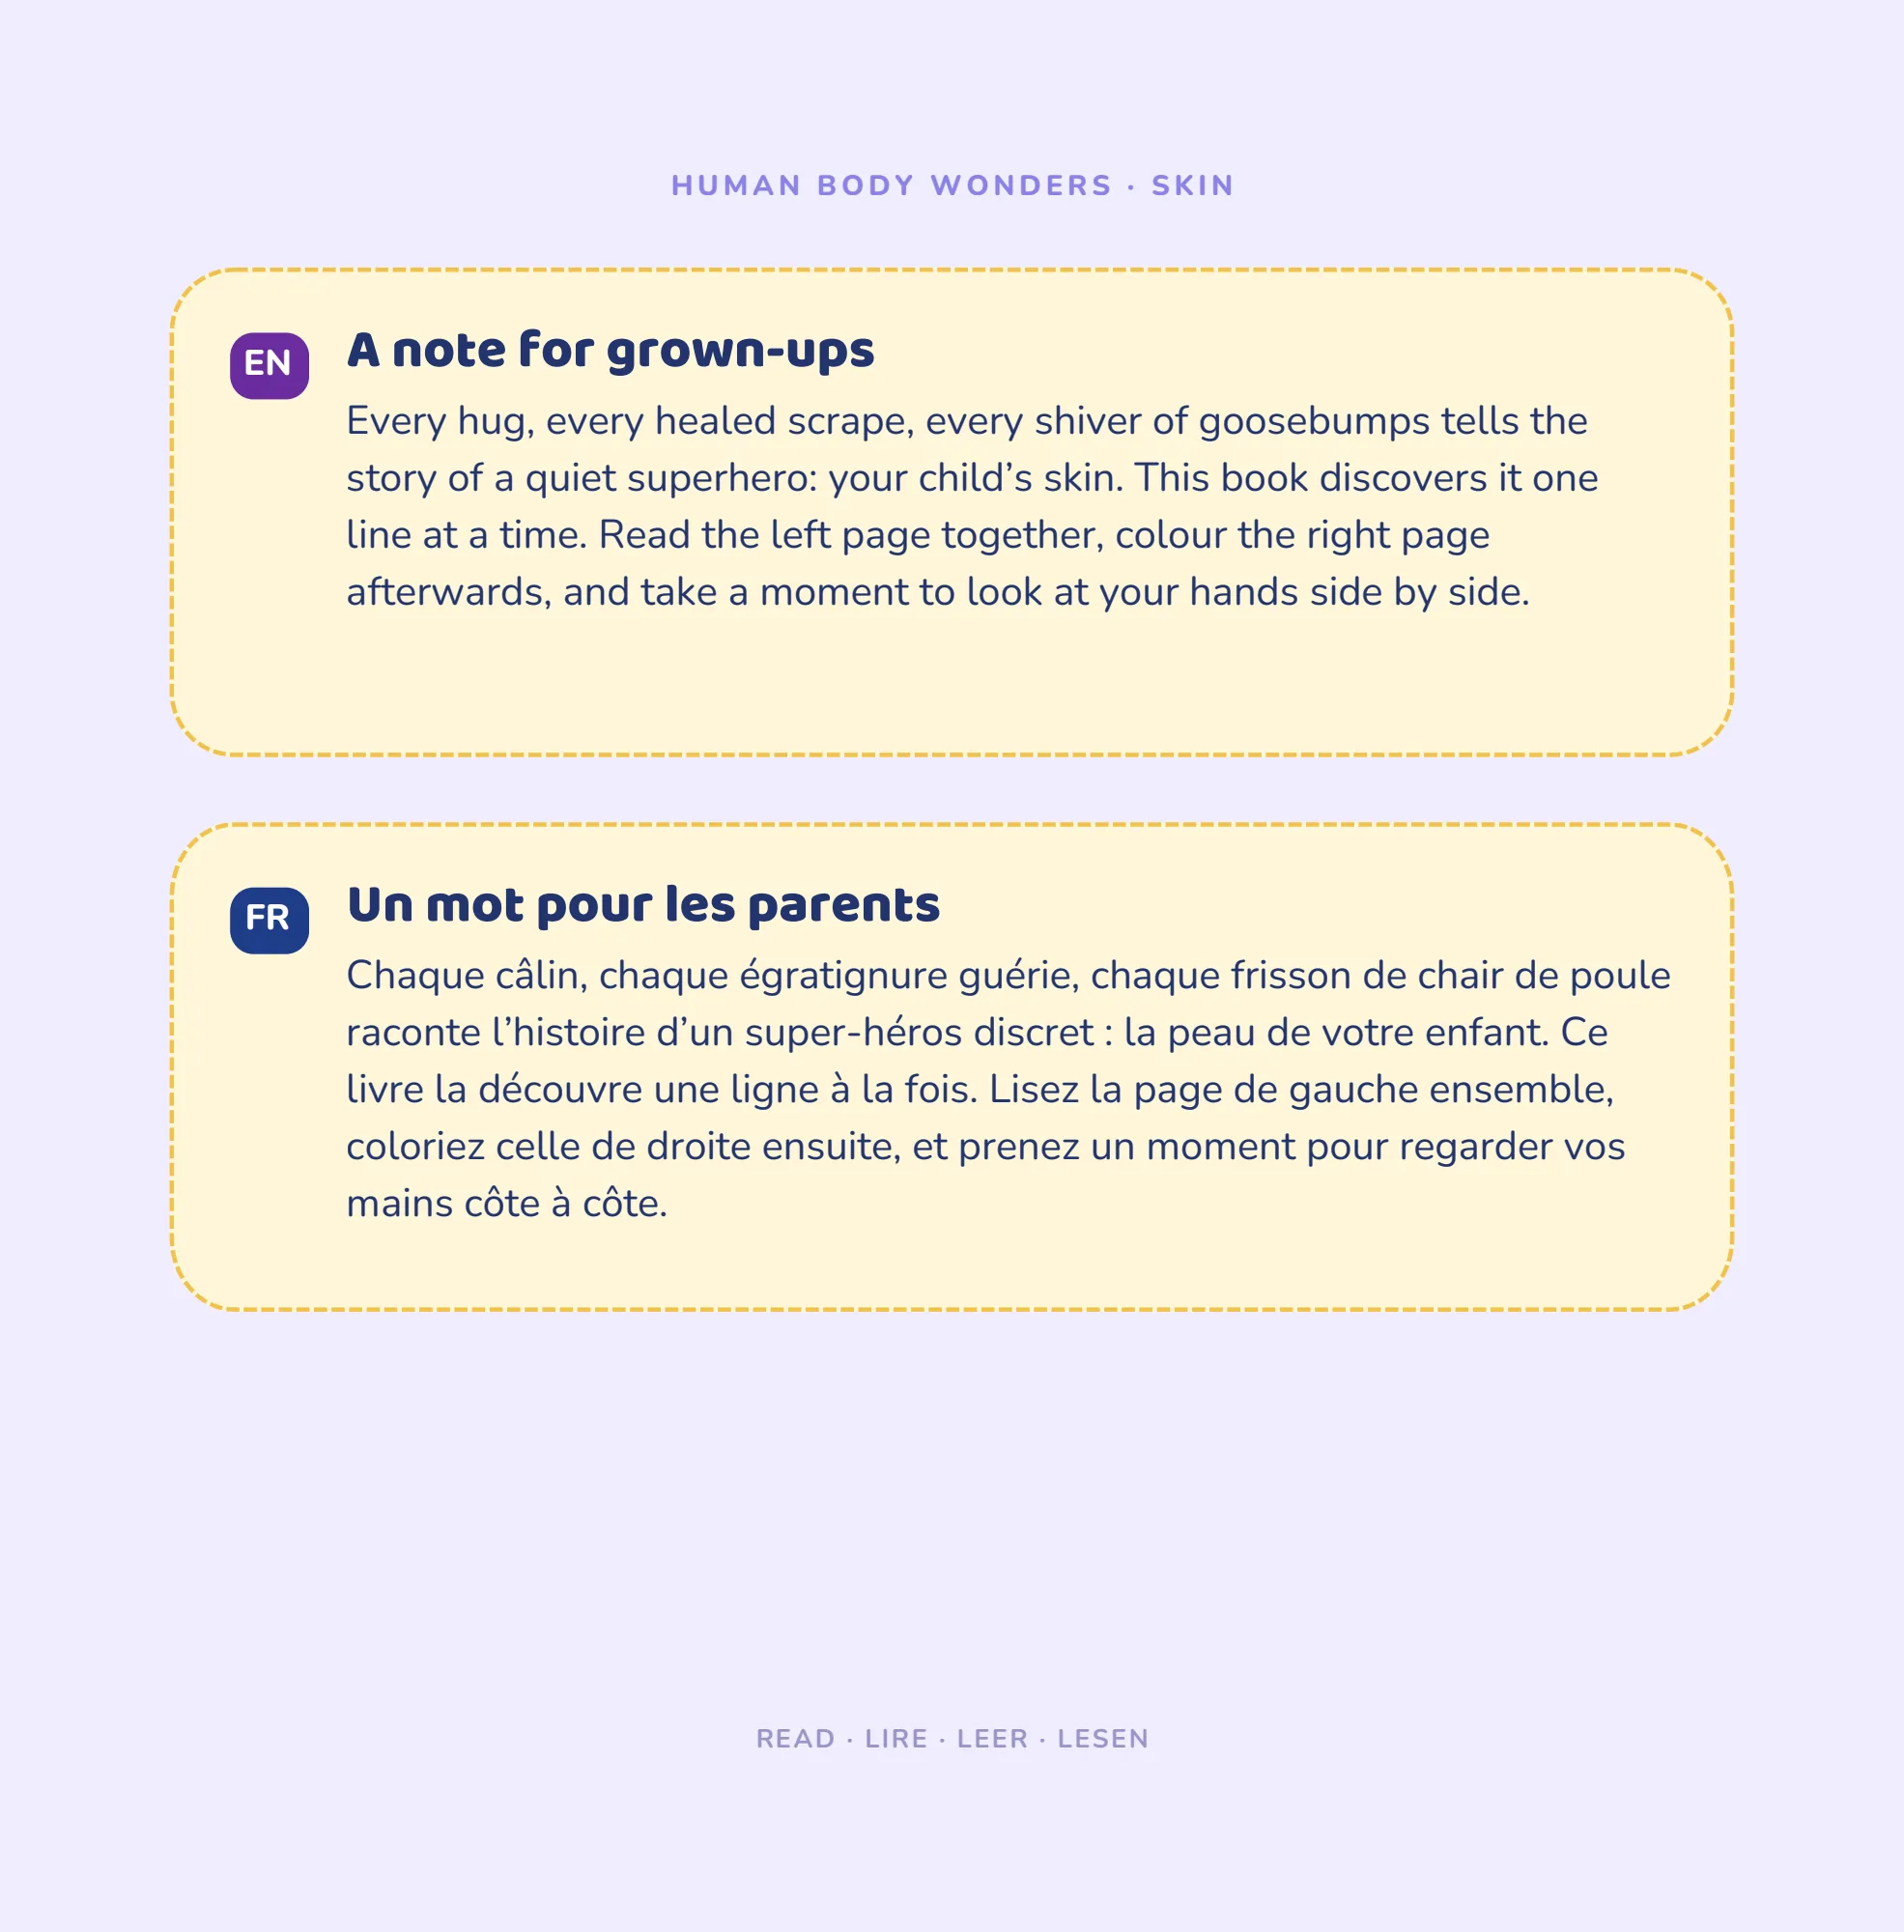 HUMAN BODY WONDERS · SKIN
EN
A note for grown-ups
Every hug, every healed scrape, every shiver of goosebumps tells the
story of a quiet superhero: your child’s skin. This book discovers it one
line at a time. Read the left page together, colour the right page
afterwards, and take a moment to look at your hands side by side.
FR
Un mot pour les parents
Chaque câlin, chaque égratignure guérie, chaque frisson de chair de poule
raconte l’histoire d’un super-héros discret : la peau de votre enfant. Ce
livre la découvre une ligne à la fois. Lisez la page de gauche ensemble,
coloriez celle de droite ensuite, et prenez un moment pour regarder vos
mains côte à côte.
READ · LIRE · LEER · LESEN